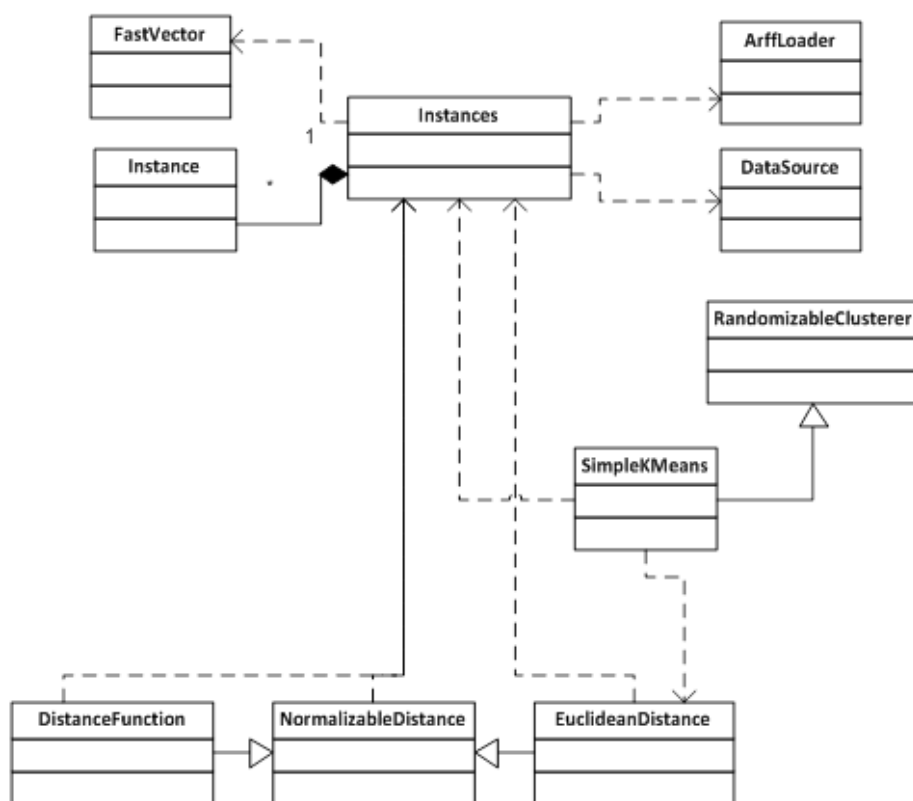 FastVector
ArffLoader
Instances
1
Instance
*
DataSource
RandomizableClusterer
SimpleKMeans
DistanceFunction
NormalizableDistance
EuclideanDistance